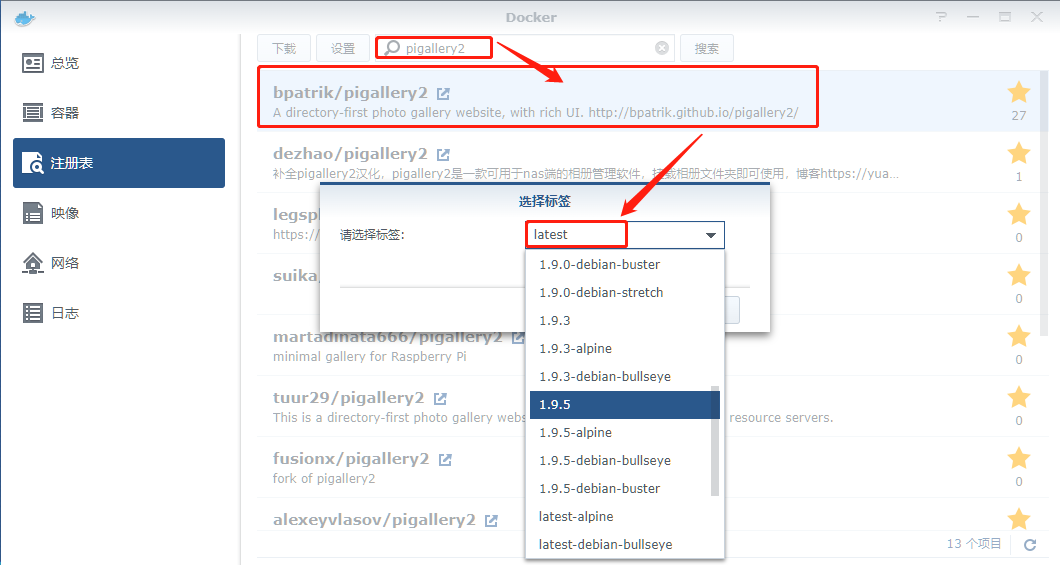 Docker
总览
容器
注册表
映像
网络
日志
下载
设置
pigallery2
搜索
bpatrik/pigallery2
A directory-first photo gallery website, with rich UI. http://bpatrik.github.io/pigallery2/
27
dezhao/pigallery2
补全pigallery2汉化，pigallery2是一款可用于nas端的相册管理软件，挂载相册文件夹即可使用，博客https://yua...
1
legsp
https://
0
suika/
0
martadinata666/pigallery2
minimal gallery for Raspberry Pi
0
tuur29/pigallery2
This is a directory-first photo gallery webs
resource servers.
0
fusionx/pigallery2
fork of pigallery2
0
alexeyvlasov/pigallery2
13 个项目
选择标签
请选择标签:
latest
1.9.0-debian-buster
1.9.0-debian-stretch
1.9.3
1.9.3-alpine
1.9.3-debian-bullseye
1.9.5
1.9.5-alpine
1.9.5-debian-bullseye
1.9.5-debian-buster
latest-alpine
latest-debian-bullseye